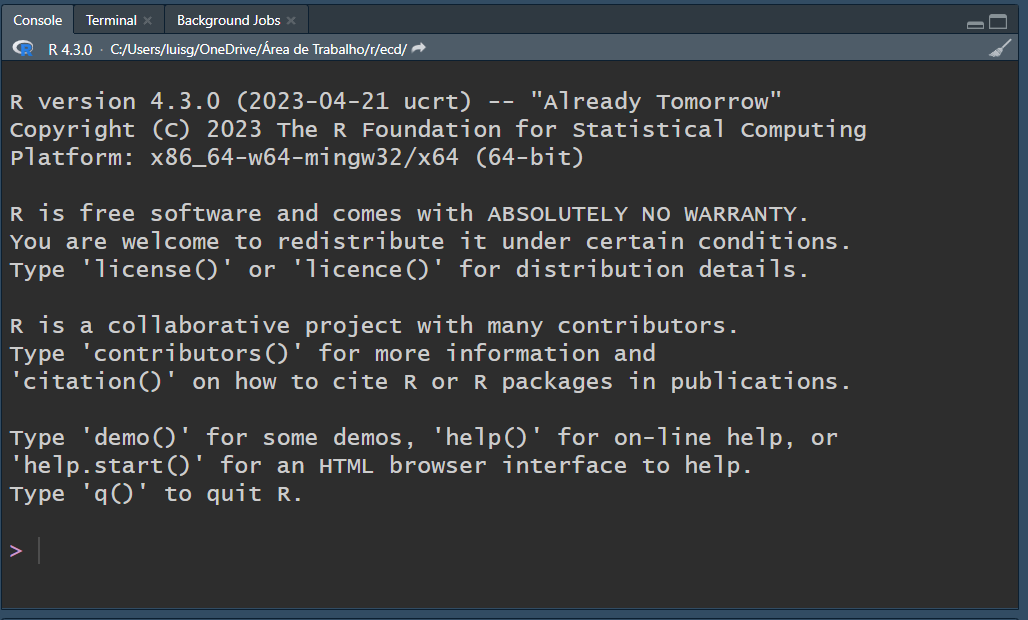 Console Terminal Background Jobs
R 4.3.0 · C:/Users/luisg/OneDrive/Área de Trabalho/r/ecd/
R version 4.3.0 (2023-04-21 ucrt) -- "Already Tomorrow"
Copyright (C) 2023 The R Foundation for Statistical Computing
Platform: x86_64-w64-mingw32/x64 (64-bit)
R is free software and comes with ABSOLUTELY NO WARRANTY.
You are welcome to redistribute it under certain conditions.
Type 'license()' or 'licence()' for distribution details.
R is a collaborative project with many contributors.
Type 'contributors()' for more information and
'citation()' on how to cite R or R packages in publications.
Type 'demo()' for some demos, 'help()' for on-line help, or
'help.start()' for an HTML browser interface to help.
Type 'q()' to quit R.
>